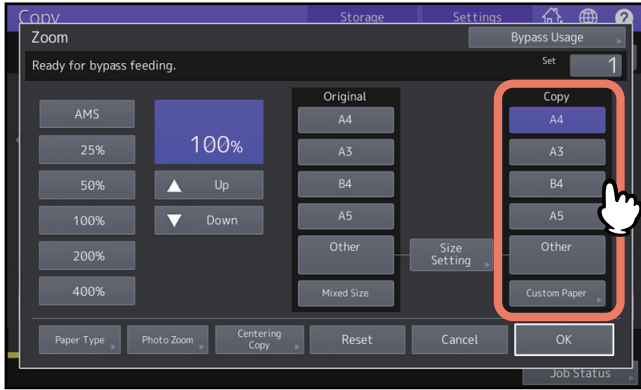 Copy
Storage
Settings
?
Zoom
Bypass Usage
Ready for bypass feeding.
Set
1
Original
Copy
AMS
25%
50%
100%
200%
400%
100%
Up
Down
A4
A3
B4
A5
Other
Mixed Size
Size
Setting
A4
A3
B4
A5
Other
Custom Paper
Paper Type
Photo Zoom
Centering
Copy
Reset
Cancel
OK
Job Status